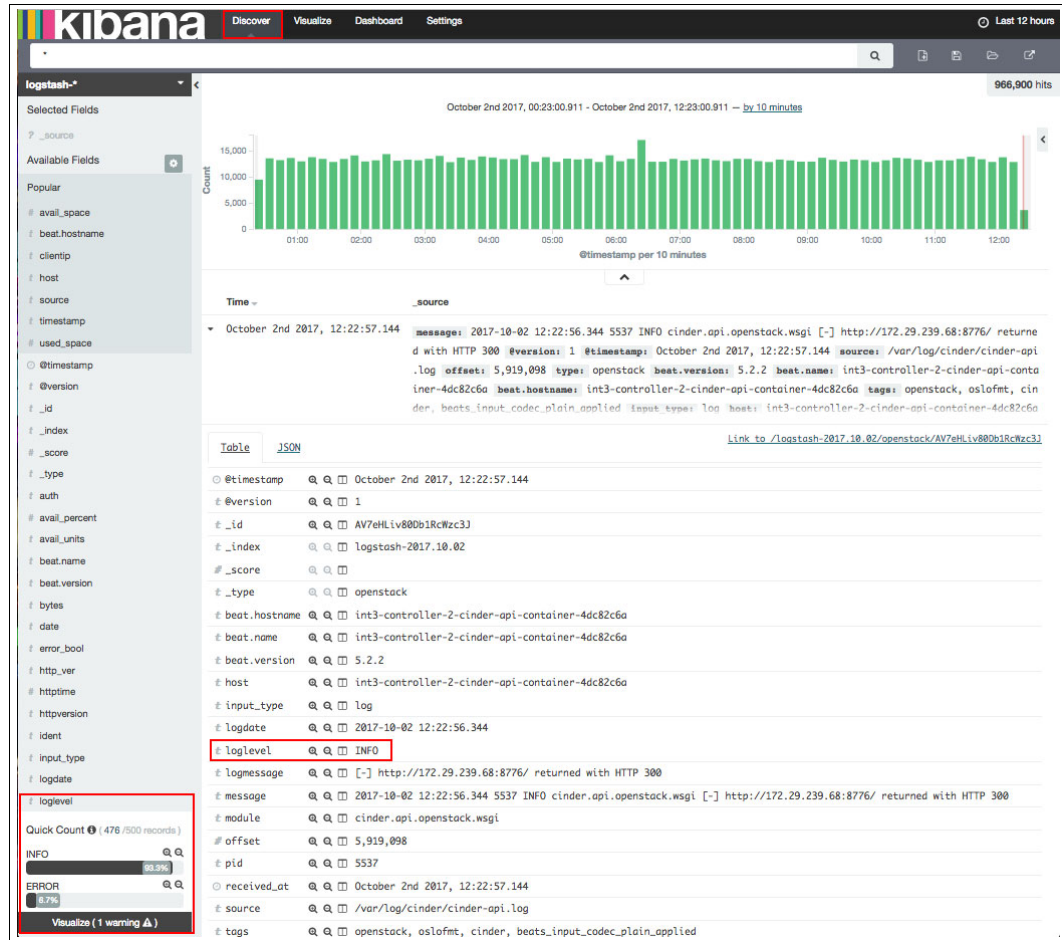 kibana Discover Visualize Dashboard Settings Last 12 hours
*
logstash-* 966,900 hits
Selected Fields
? _source
Available Fields
Popular
# avail_space
t beat.hostname
t clientip
t host
t source
t timestamp
# used_space
@timestamp
t @version
t _id
t _index
# _score
t _type
t auth
# avail_percent
t avail_units
t beat.name
t beat.version
t bytes
t date
t error_bool
t http_ver
# httptime
t httpversion
t ident
t input_type
t logdate
t loglevel
Quick Count ( 476 /500 records )
INFO
93.3%
ERROR
6.7%
Visualize ( 1 warning )
October 2nd 2017, 00:23:00.911 - October 2nd 2017, 12:23:00.911 — by 10 minutes
Count
15,000
10,000
5,000
0
01:00 02:00 03:00 04:00 05:00 06:00 07:00 08:00 09:00 10:00 11:00 12:00
@timestamp per 10 minutes
Time _source
October 2nd 2017, 12:22:57.144 message: 2017-10-02 12:22:56.344 5537 INFO cinder.api.openstack.wsgi [-] http://172.29.239.68:8776/ returne
d with HTTP 300 @version: 1 @timestamp: October 2nd 2017, 12:22:57.144 source: /var/log/cinder/cinder-api
.log offset: 5,919,098 type: openstack beat.version: 5.2.2 beat.name: int3-controller-2-cinder-api-conta
iner-4dc82c6a beat.hostname: int3-controller-2-cinder-api-container-4dc82c6a tags: openstack, oslofmt, cin
der, beats_input_codec_plain_applied input_type: log host: int3-controller-2-cinder-api-container-4dc82c6a
Table JSON Link to /logstash-2017.10.02/openstack/AV7eHLiv80Db1RcWzc3J
@timestamp October 2nd 2017, 12:22:57.144
t @version 1
t _id AV7eHLiv80Db1RcWzc3J
t _index logstash-2017.10.02
# _score
t _type openstack
t beat.hostname int3-controller-2-cinder-api-container-4dc82c6a
t beat.name int3-controller-2-cinder-api-container-4dc82c6a
t beat.version 5.2.2
t host int3-controller-2-cinder-api-container-4dc82c6a
t input_type log
t logdate 2017-10-02 12:22:56.344
t loglevel INFO
t logmessage [-] http://172.29.239.68:8776/ returned with HTTP 300
t message 2017-10-02 12:22:56.344 5537 INFO cinder.api.openstack.wsgi [-] http://172.29.239.68:8776/ returned with HTTP 300
t module cinder.api.openstack.wsgi
# offset 5,919,098
t pid 5537
received_at October 2nd 2017, 12:22:57.144
t source /var/log/cinder/cinder-api.log
t tags openstack, oslofmt, cinder, beats_input_codec_plain_applied